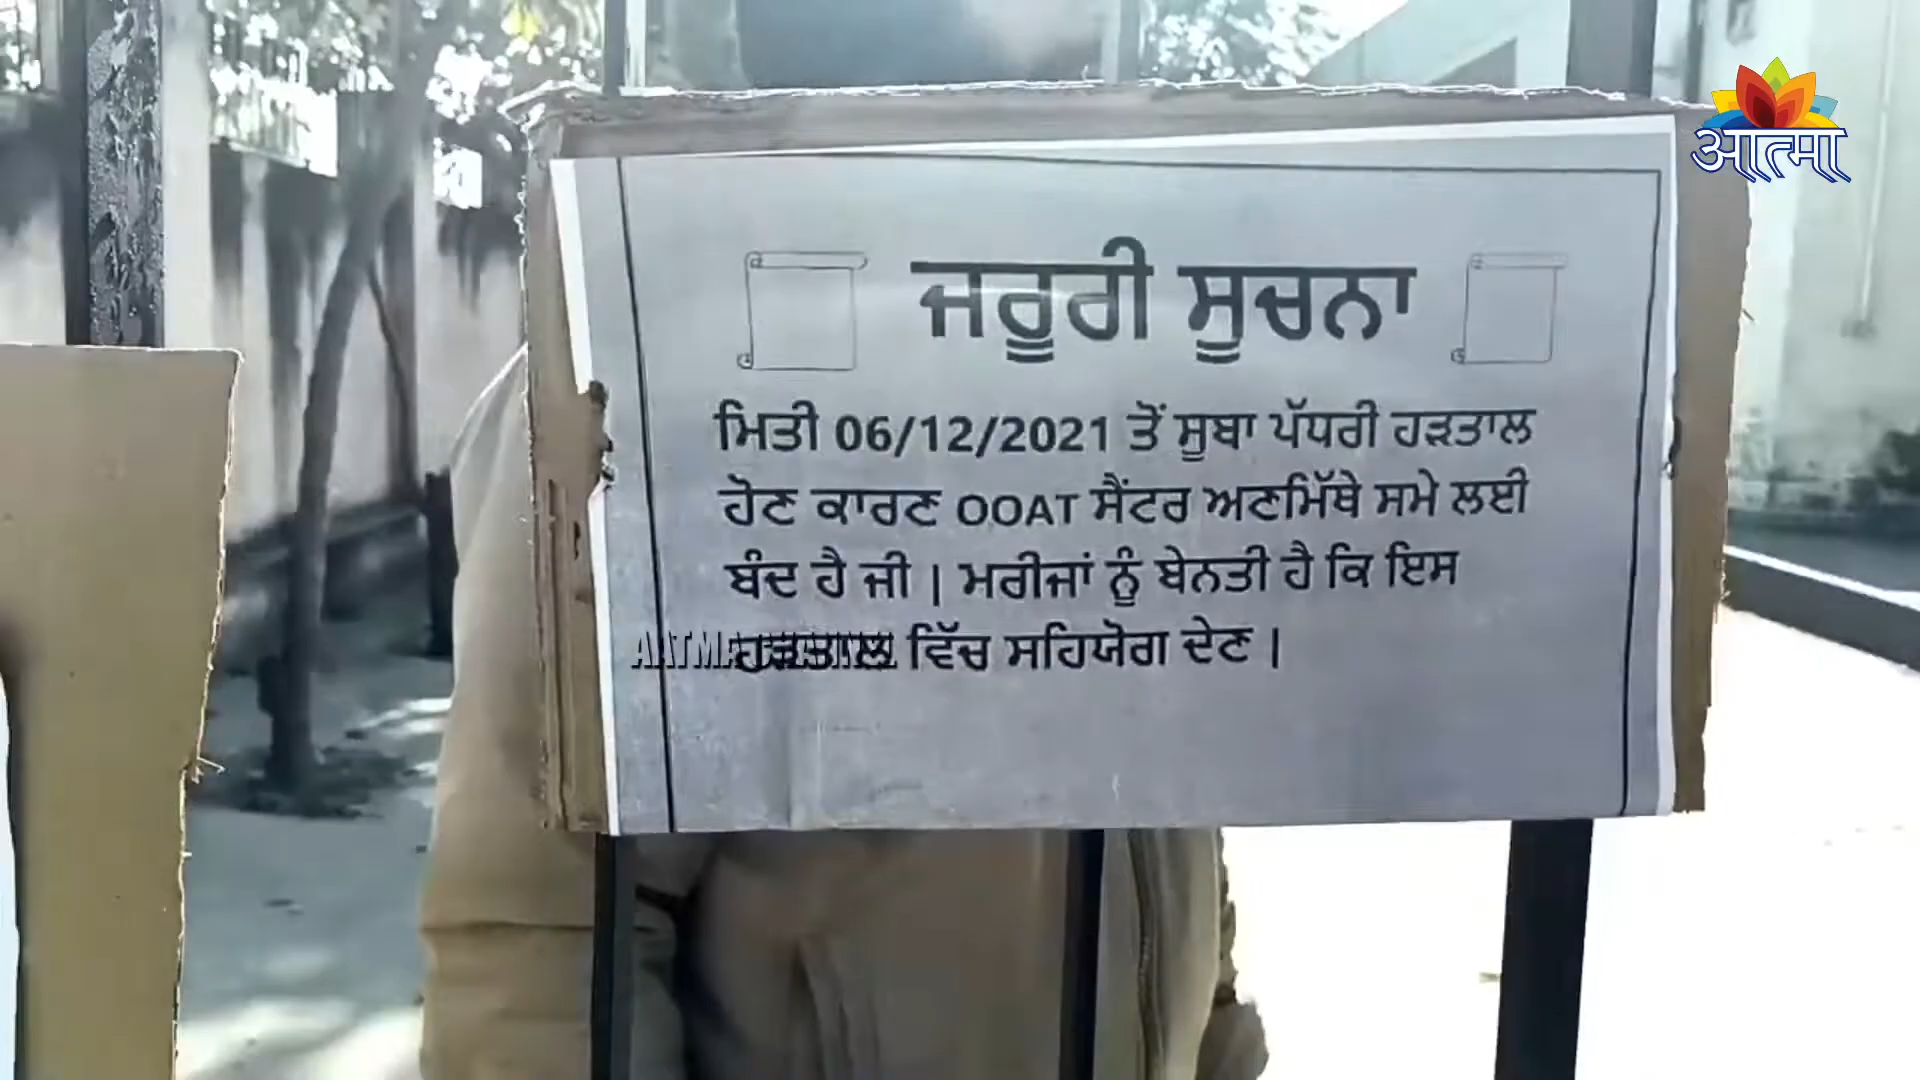 आत्मा
ਜਰੂਰੀ ਸੂਚਨਾ
ਮਿਤੀ 06/12/2021 ਤੋਂ ਸੂਬਾ ਪੱਧਰੀ ਹੜਤਾਲ
ਹੋਣ ਕਾਰਣ OOAT ਸੈਂਟਰ ਅਣਮਿੱਥੇ ਸਮੇ ਲਈ
ਬੰਦ ਹੈ ਜੀ | ਮਰੀਜਾਂ ਨੂੰ ਬੇਨਤੀ ਹੈ ਕਿ ਇਸ
ਹੜਤਾਲ ਵਿੱਚ ਸਹਿਯੋਗ ਦੇਣ |
AATMA